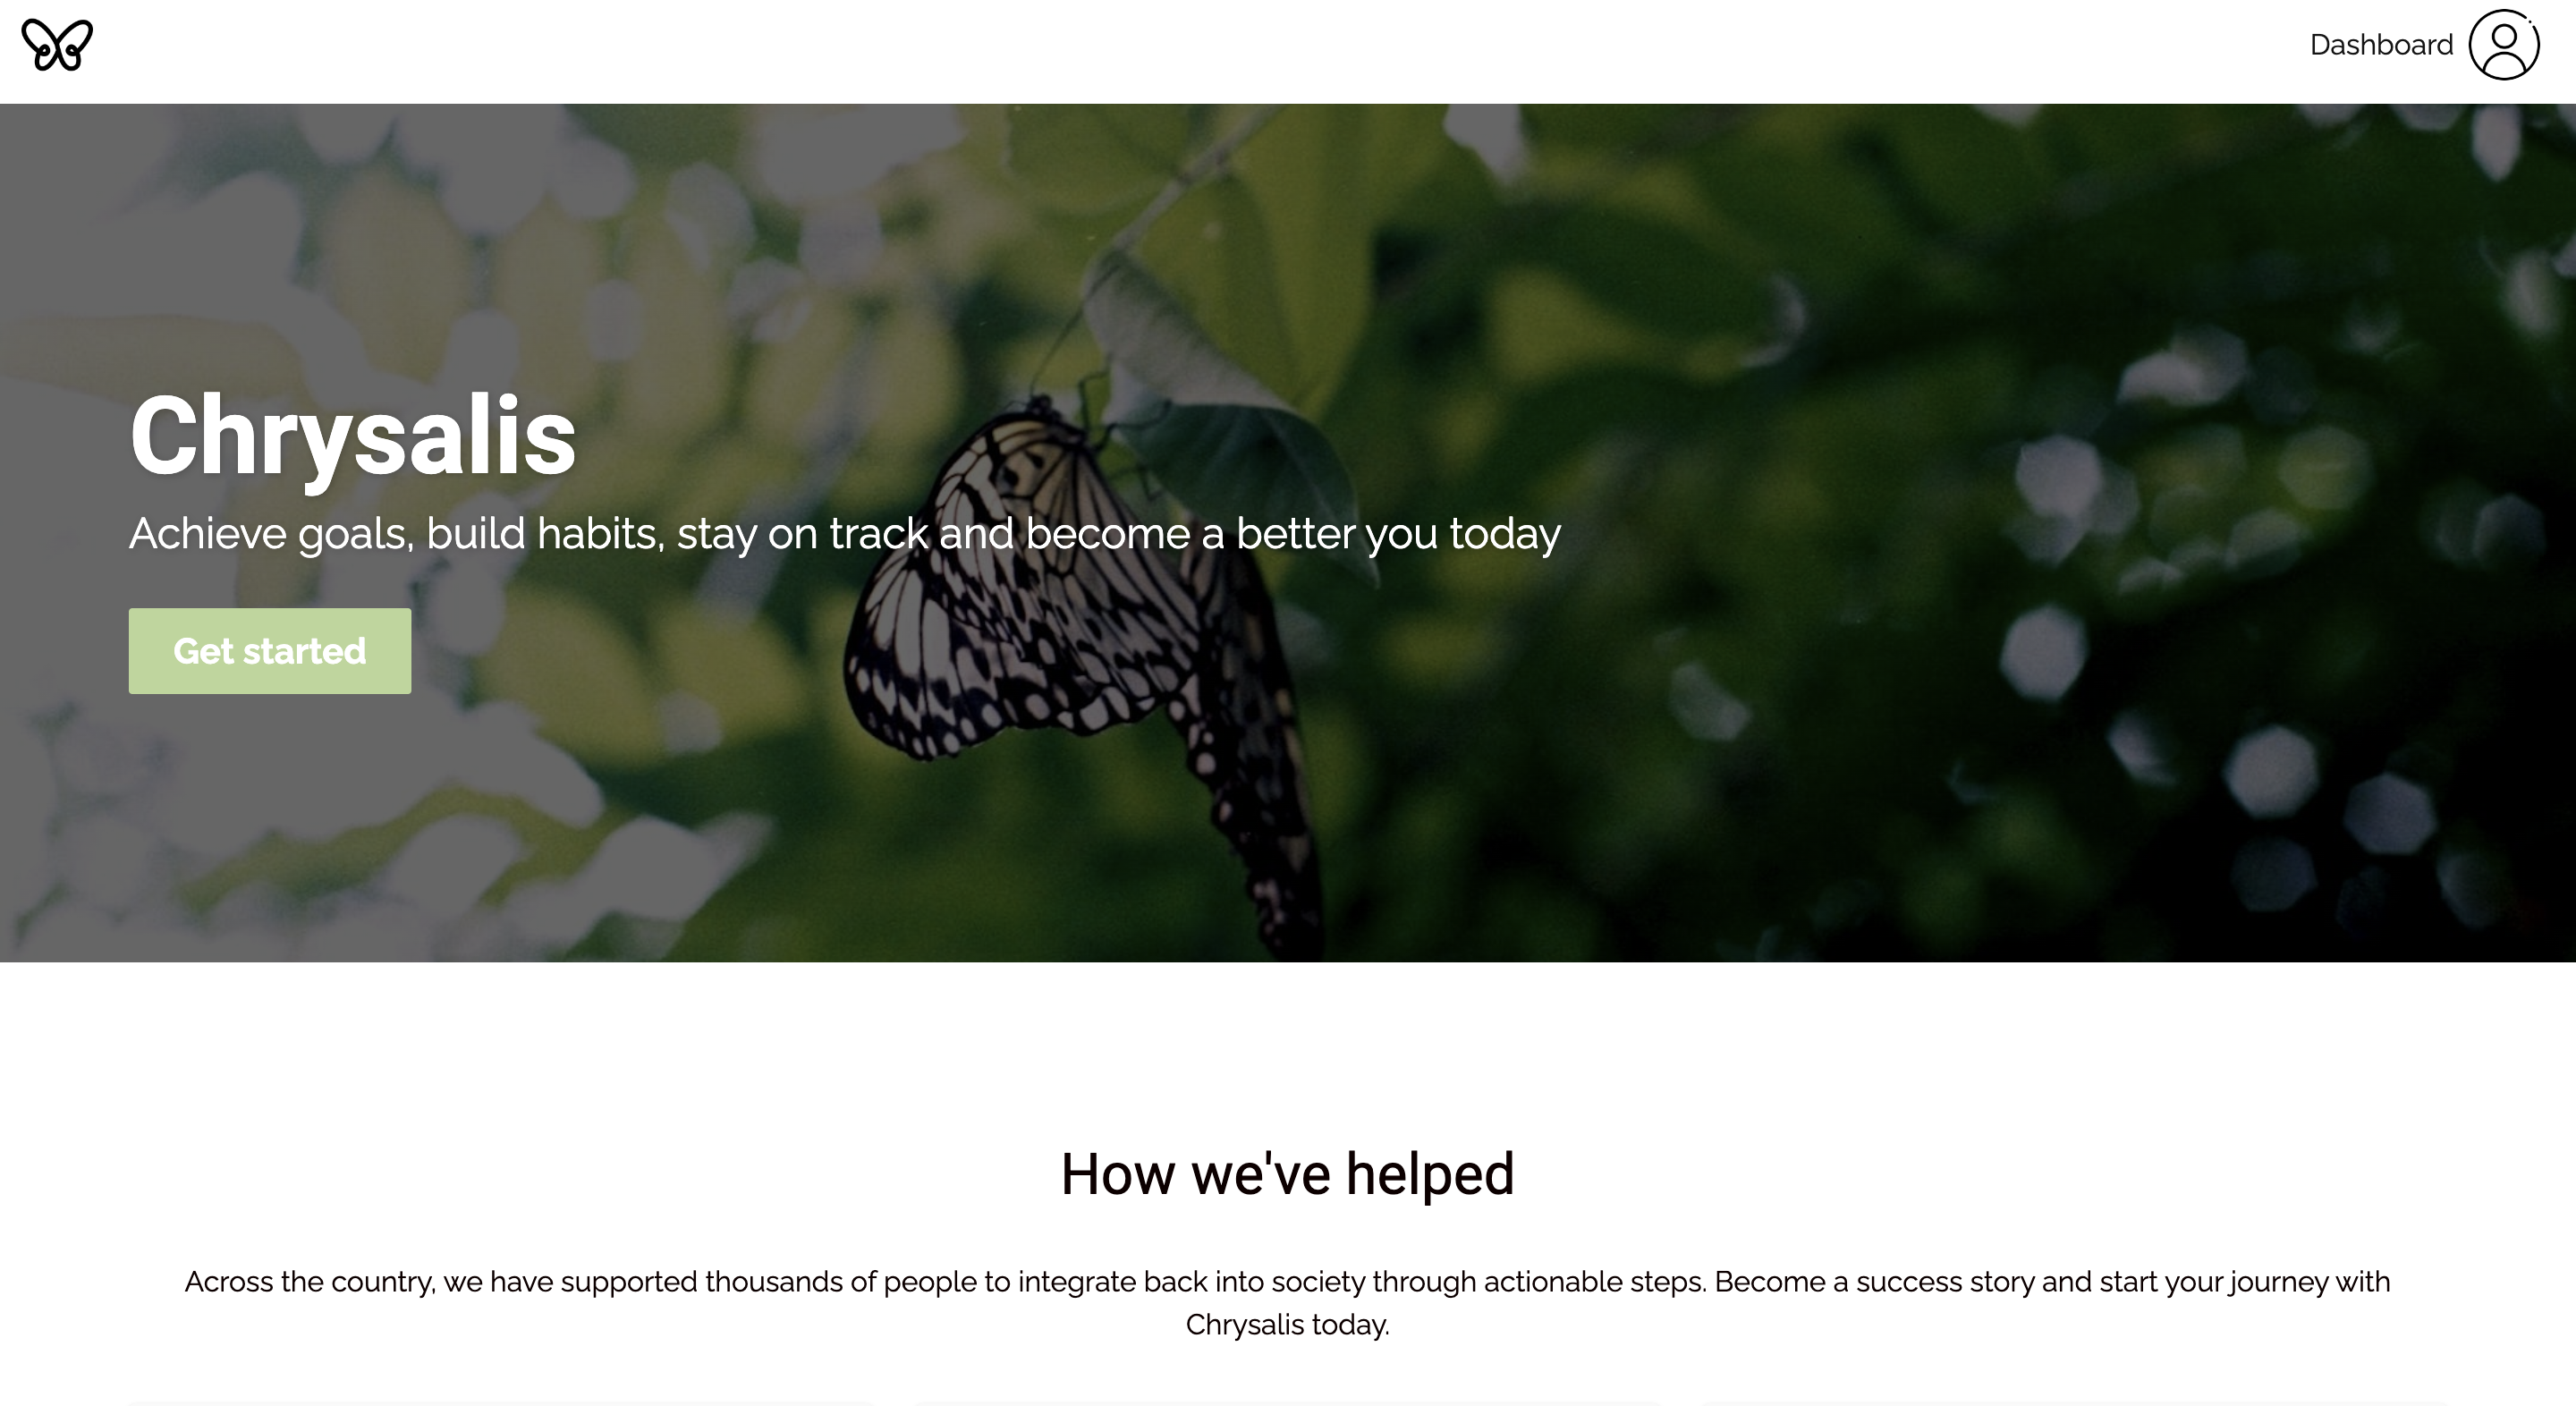 Dashboard
Chrysalis
Achieve goals, build habits, stay on track and become a better you today
Get started
How we've helped
Across the country, we have supported thousands of people to integrate back into society through actionable steps. Become a success story and start your journey with
Chrysalis today.